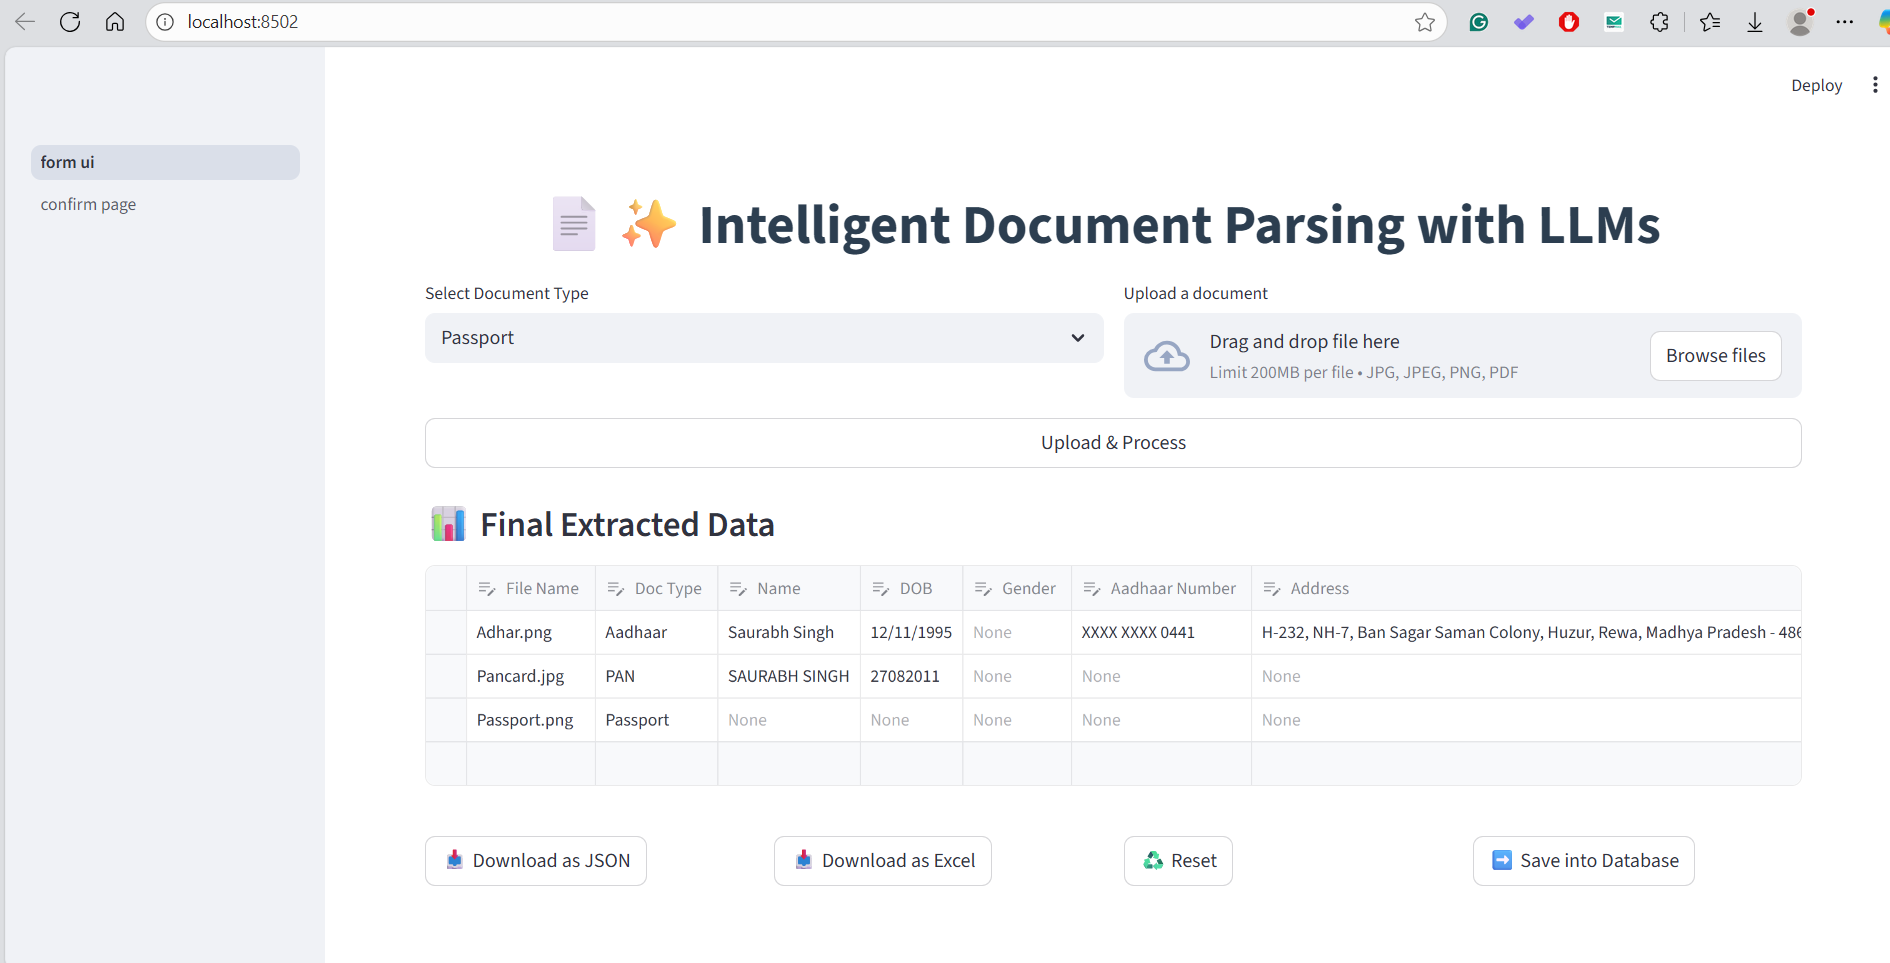 localhost:8502
Deploy
form ui
confirm page
Intelligent Document Parsing with LLMs
Select Document Type
Passport
Upload a document
Drag and drop file here
Limit 200MB per file • JPG, JPEG, PNG, PDF
Browse files
Upload & Process
Final Extracted Data
File Name Doc Type Name DOB Gender Aadhaar Number Address
Adhar.png Aadhaar Saurabh Singh 12/11/1995 None XXXX XXXX 0441 H-232, NH-7, Ban Sagar Saman Colony, Huzur, Rewa, Madhya Pradesh - 486
Pancard.jpg PAN SAURABH SINGH 27082011 None None None
Passport.png Passport None None None None None
Download as JSON Download as Excel Reset Save into Database